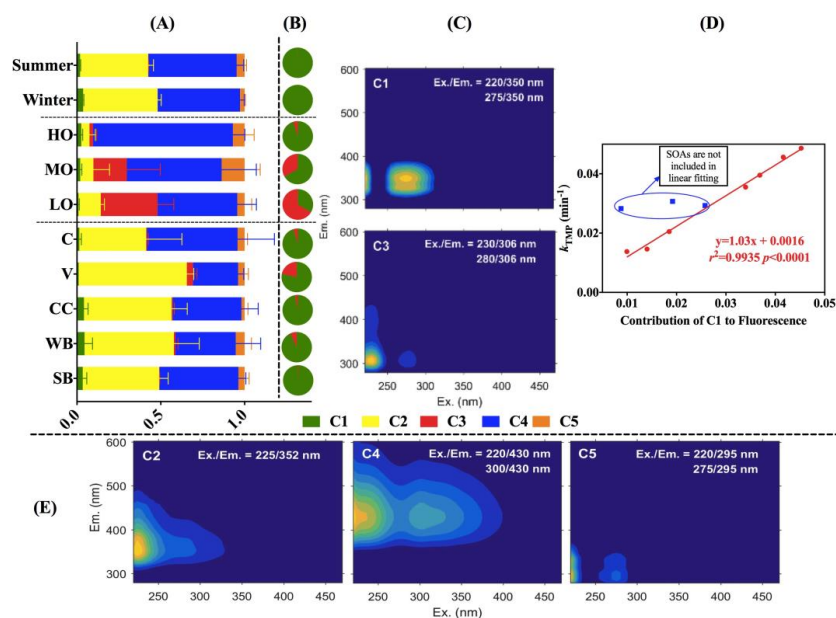 (A)
(B)
(C)
(D)
Summer
Winter
HO
MO
LO
C
V
CC
WB
SB
0.0
0.5
1.0
600
500
400
300
Em. (nm)
C1
Ex./Em. = 220/350 nm
275/350 nm
600
500
400
300
C3
Ex./Em. = 230/306 nm
280/306 nm
250 300 350 400 450
Ex. (nm)
SOAs are not
included in
linear fitting
0.04
0.02
0.00
kTMP (min-1)
y=1.03x + 0.0016
r2=0.9935 p<0.0001
0.01 0.02 0.03 0.04 0.05
Contribution of C1 to Fluorescence
C1 C2 C3 C4 C5
(E)
600
500
400
300
Em. (nm)
C2
Ex./Em. = 225/352 nm
250 300 350 400 450
C4
Ex./Em. = 220/430 nm
300/430 nm
250 300 350 400 450
Ex. (nm)
C5
Ex./Em. = 220/295 nm
275/295 nm
250 300 350 400 450